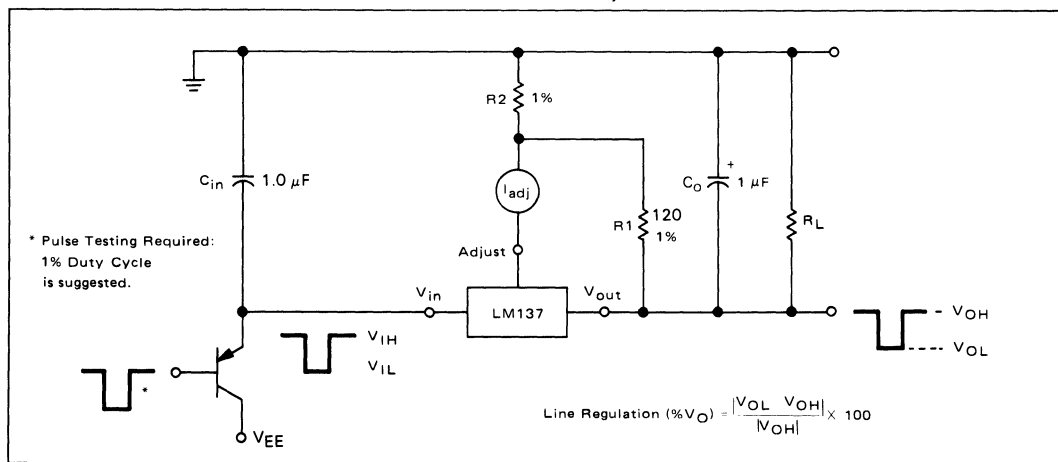 R2 1%
Cin 1.0 µF
Iadj
CO + 1 µF
R1 120
1%
RL
* Pulse Testing Required:
1% Duty Cycle
is suggested.
Adjust
Vin
LM137
Vout
VIH
VIL
VOH
VOL
*
VEE
Line Regulation (%VO) = |VOL VOH| / |VOH| × 100